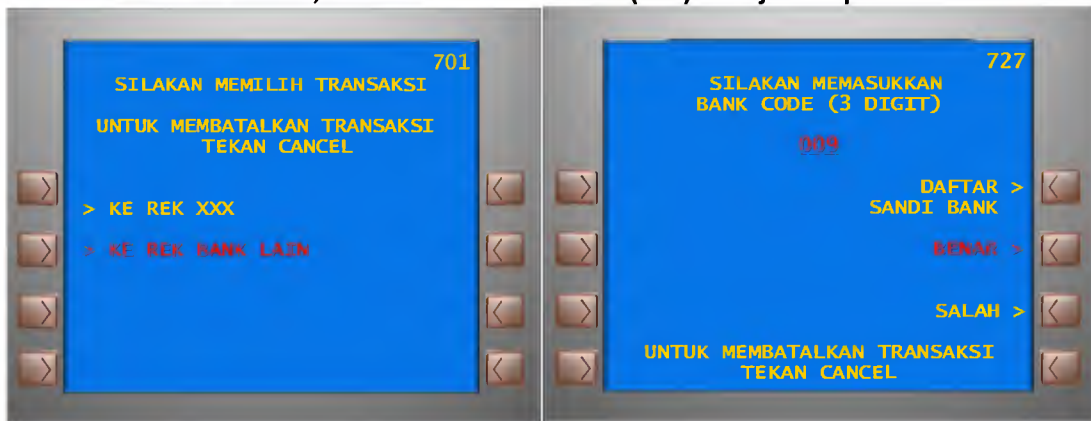 701
SILAKAN MEMILIH TRANSAKSI
UNTUK MEMBATALKAN TRANSAKSI
TEKAN CANCEL
> KE REK XXX
> KE REK BANK LAIN
727
SILAKAN MEMASUKKAN
BANK CODE (3 DIGIT)
009
DAFTAR >
SANDI BANK
BENAR >
SALAH >
UNTUK MEMBATALKAN TRANSAKSI
TEKAN CANCEL